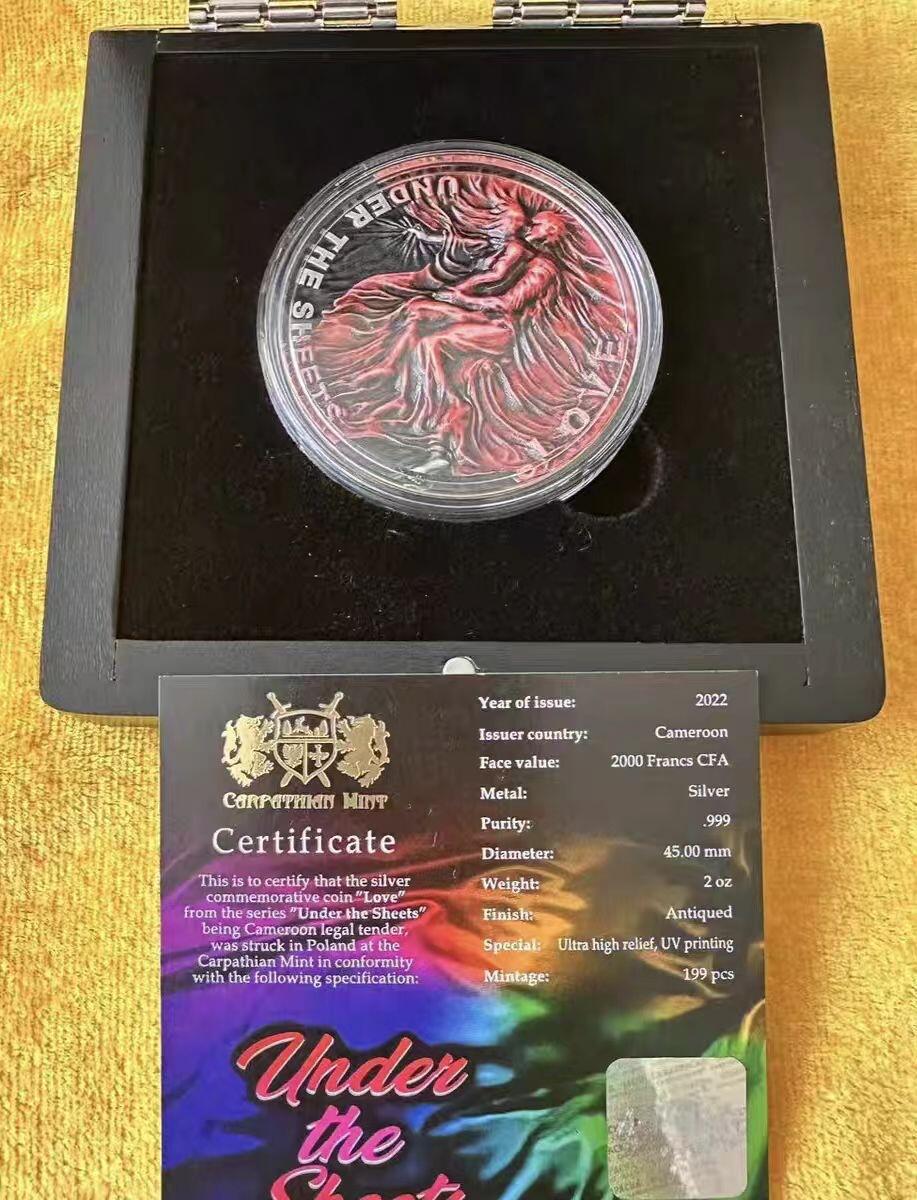 UNDER THE SHEETS
LOVE
CARPATHIAN MINT
Certificate
This is to certify that the silver
commemorative coin "Love"
from the series "Under the Sheets"
being Cameroon legal tender,
was struck in Poland at the
Carpathian Mint in conformity
with the following specification:
Year of issue: 2022
Issuer country: Cameroon
Face value: 2000 Francs CFA
Metal: Silver
Purity: .999
Diameter: 45.00 mm
Weight: 2 oz
Finish: Antiqued
Special: Ultra high relief, UV printing
Mintage: 199 pcs
Under
the
Sheets